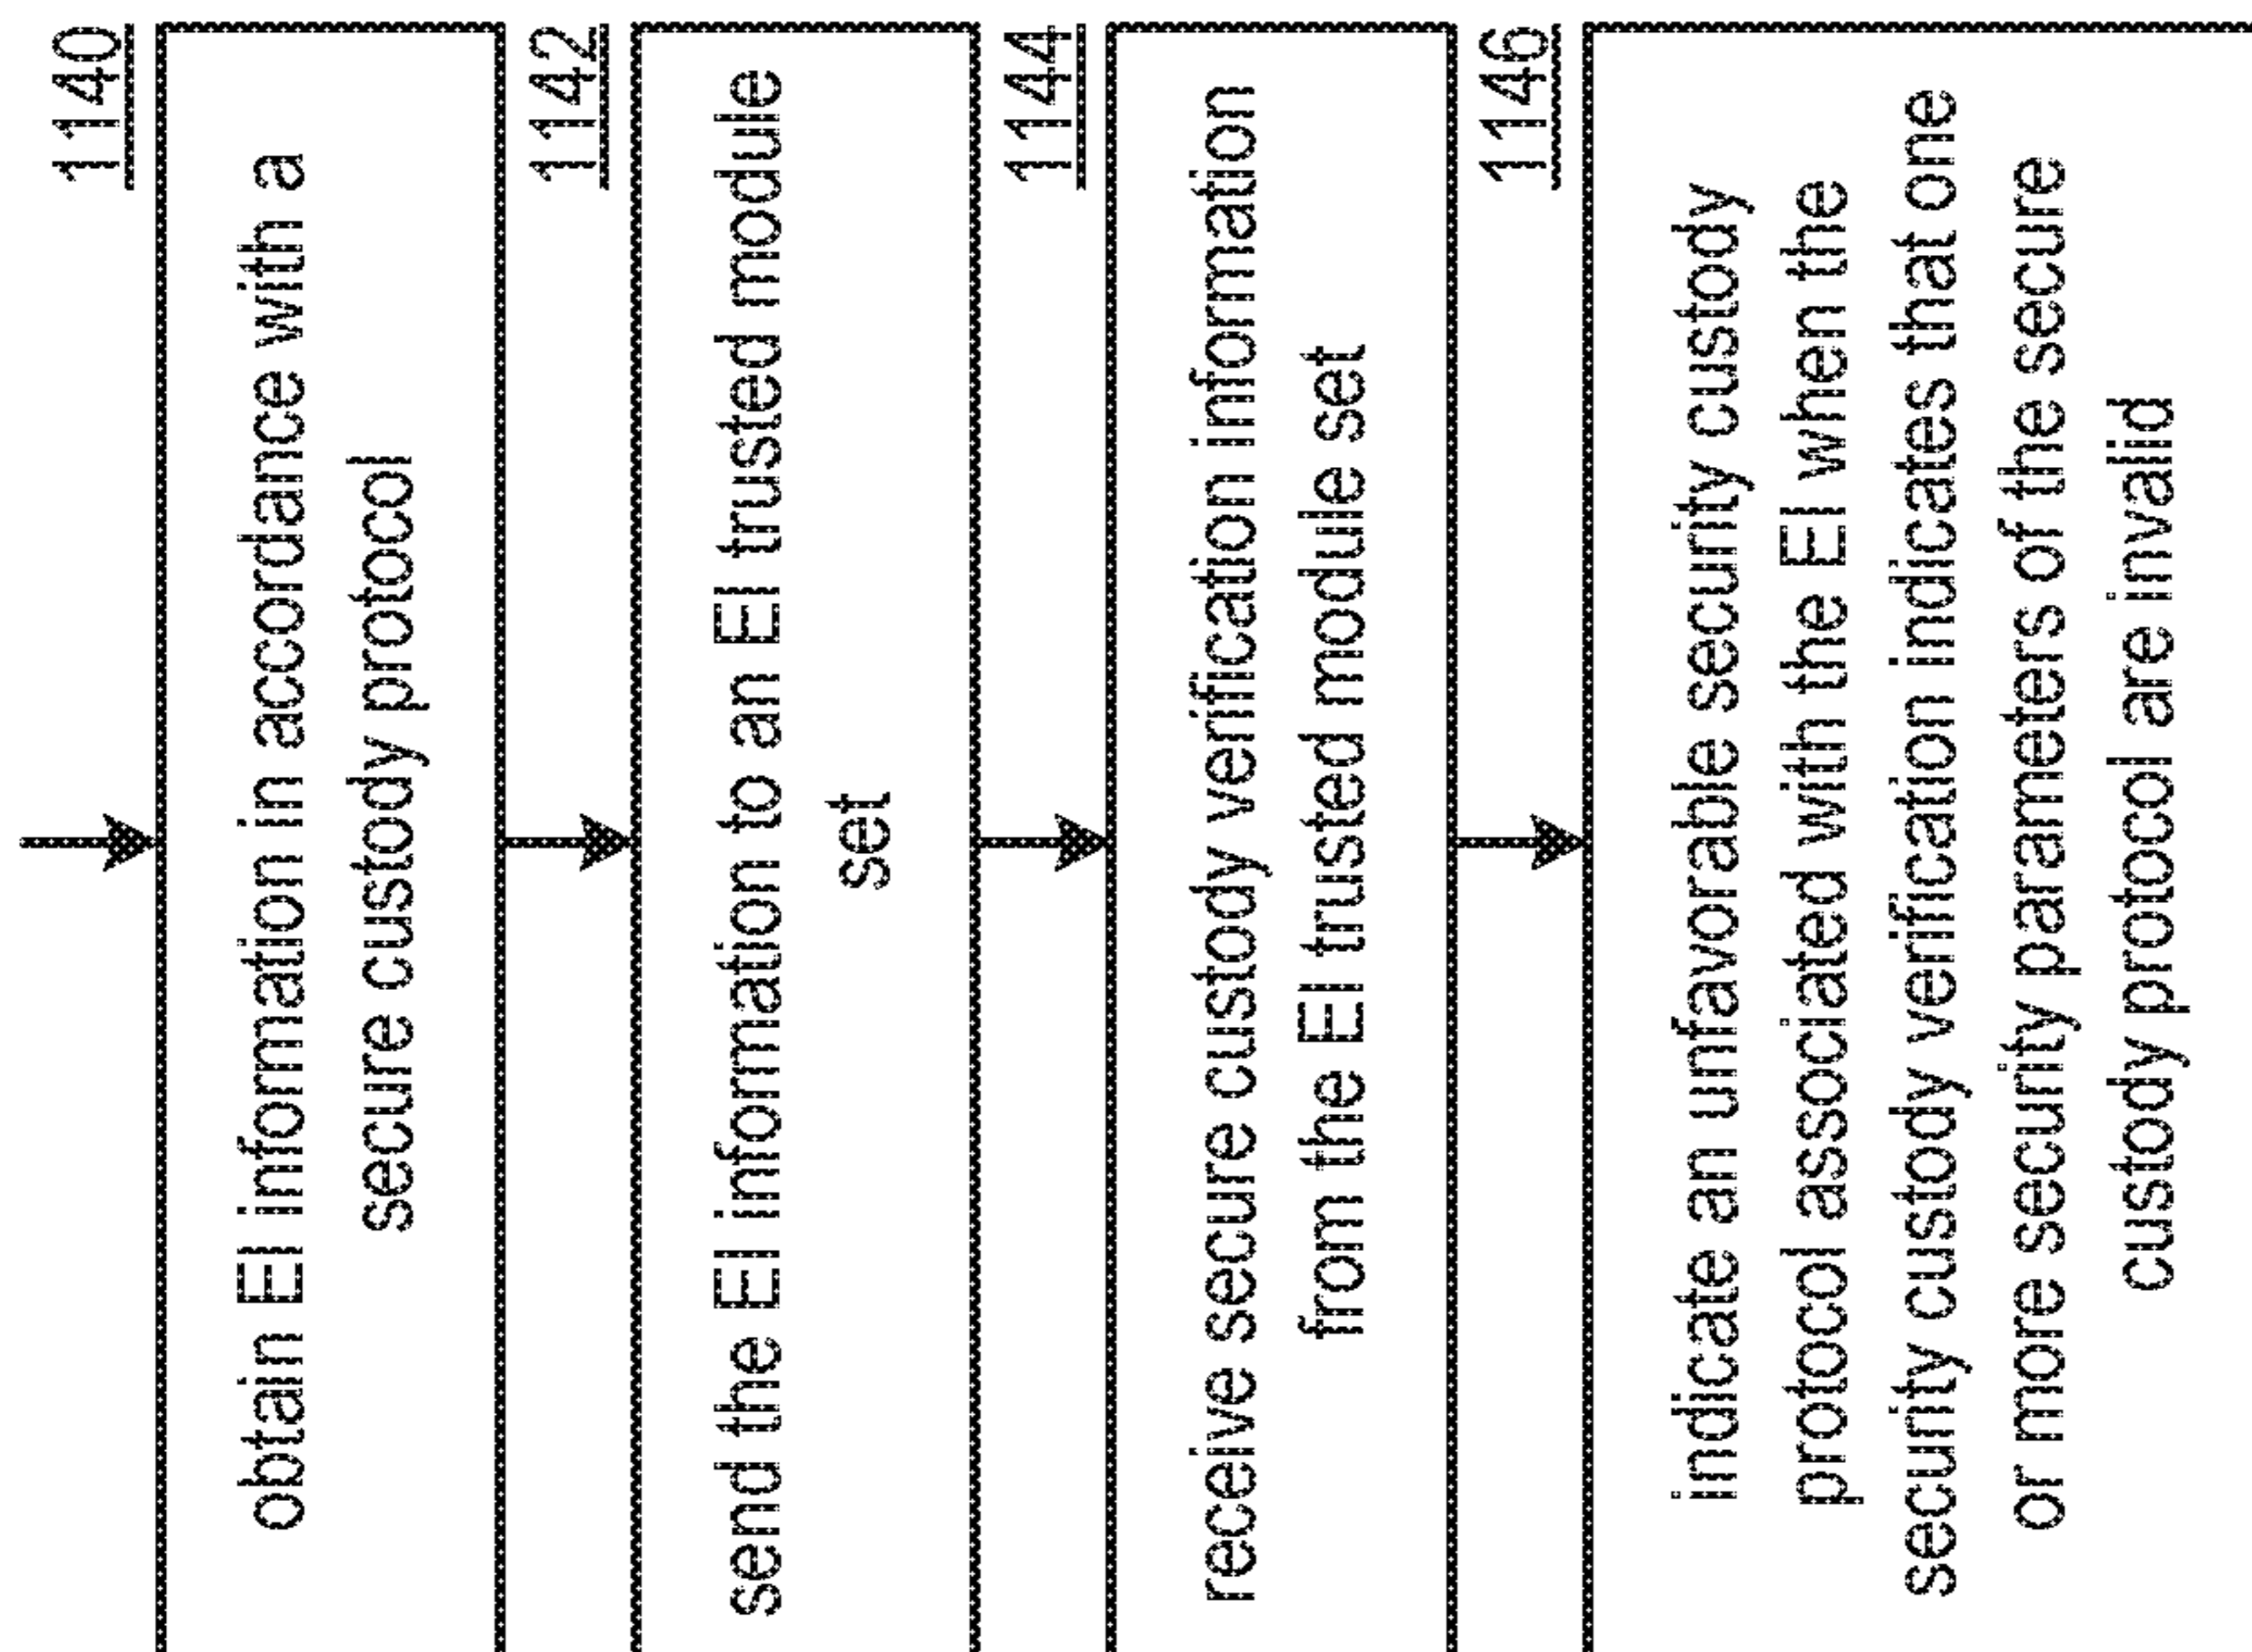 1140
obtain EI information in accordance with a
secure custody protocol
1142
send the EI information to an EI trusted module
set
1144
receive secure custody verification information
from the EI trusted module set
1146
indicate an unfavorable security custody
protocol associated with the EI when the
security custody verification indicates that one
or more security parameters of the secure
custody protocol are invalid